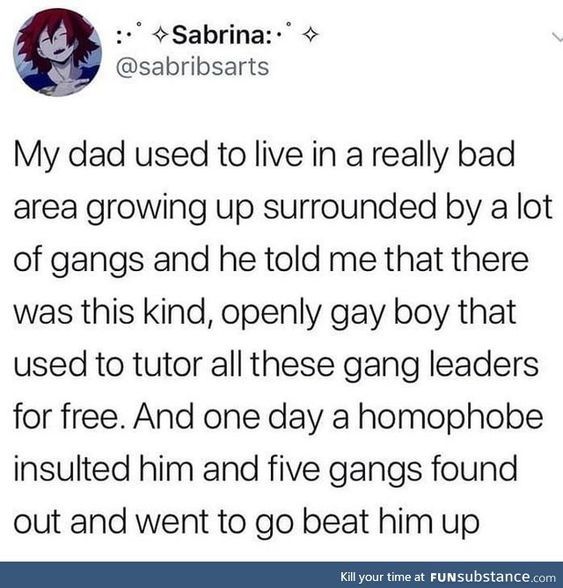 :·˚ ✧Sabrina:·˚ ✧
@sabribsarts
My dad used to live in a really bad
area growing up surrounded by a lot
of gangs and he told me that there
was this kind, openly gay boy that
used to tutor all these gang leaders
for free. And one day a homophobe
insulted him and five gangs found
out and went to go beat him up
Kill your time at FUNsubstance.com